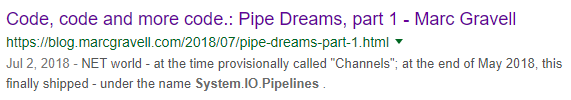 Code, code and more code.: Pipe Dreams, part 1 - Marc Gravell
https://blog.marcgravell.com/2018/07/pipe-dreams-part-1.html
Jul 2, 2018 - NET world - at the time provisionally called "Channels"; at the end of May 2018, this
finally shipped - under the name System.IO.Pipelines .